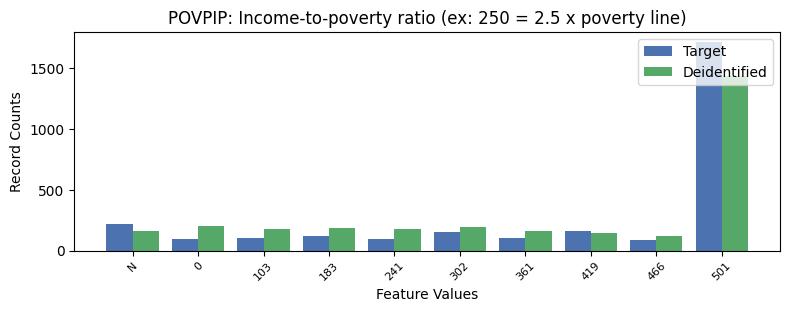 POVPIP: Income-to-poverty ratio (ex: 250 = 2.5 x poverty line)
Target
Deidentified
Record Counts
1500
1000
500
0
N
0
103
183
241
302
361
419
466
501
Feature Values